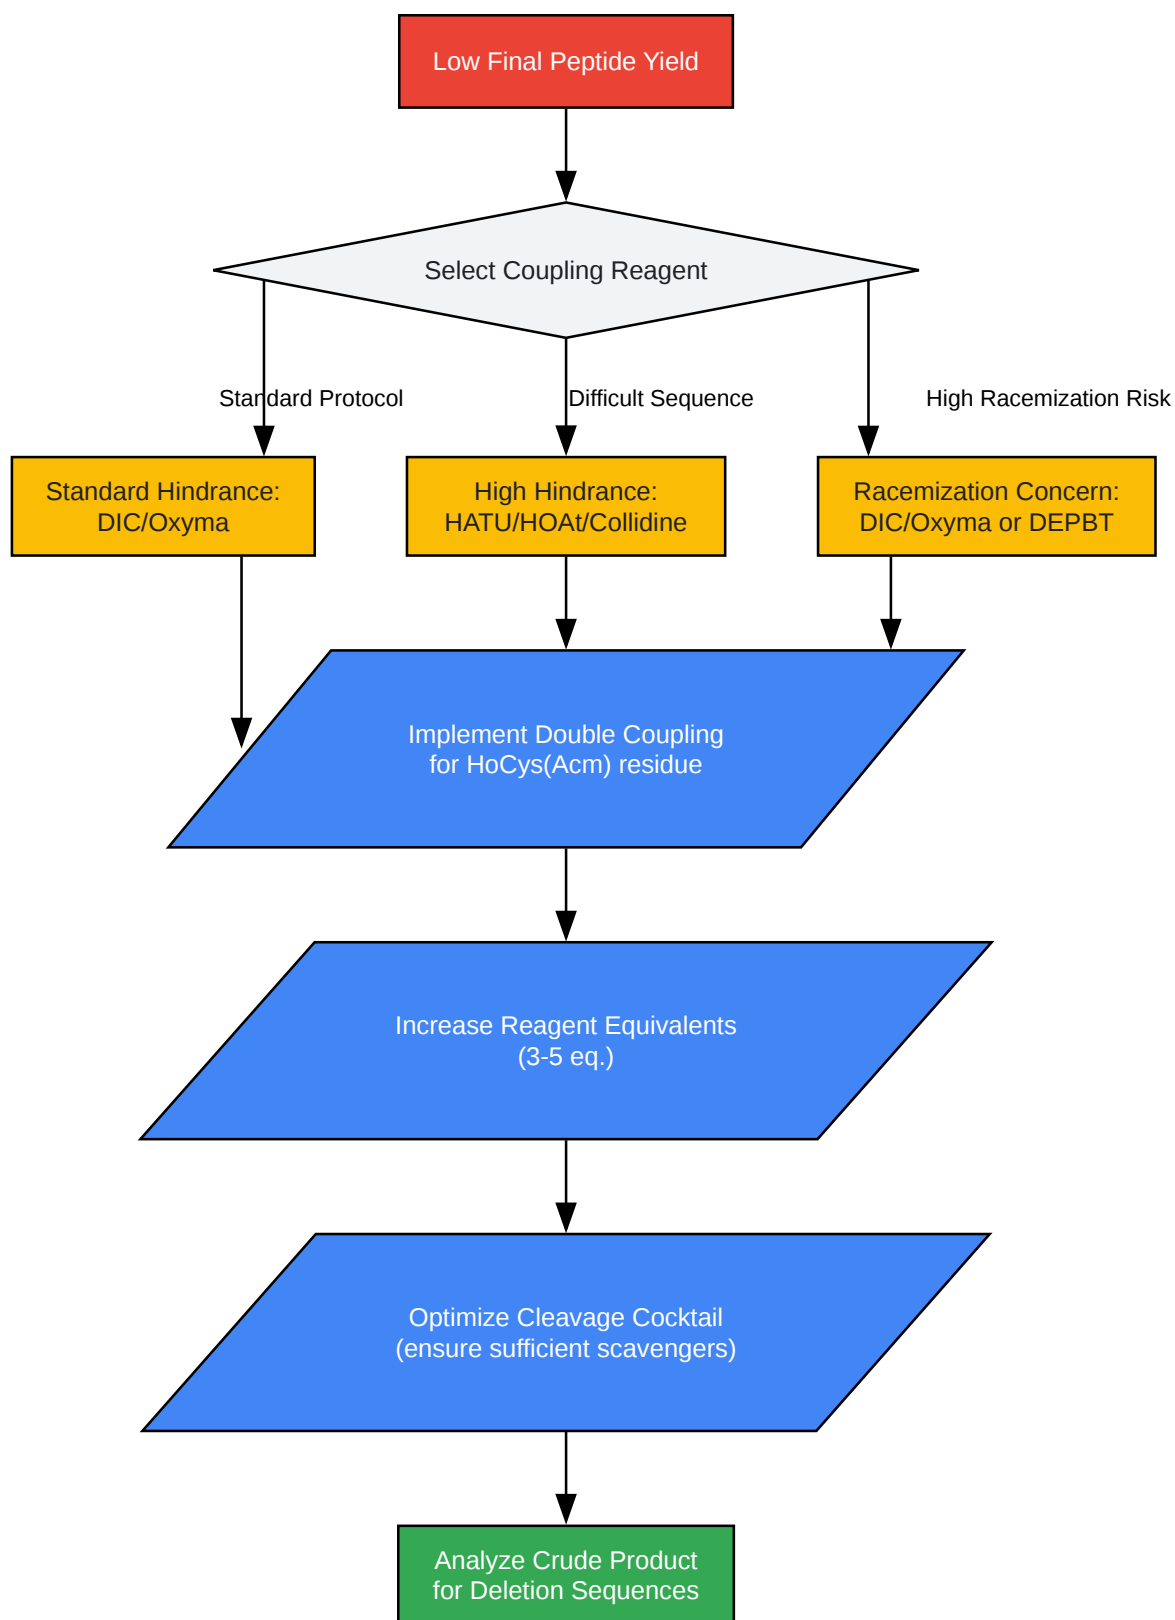 Low Final Peptide Yield
Select Coupling Reagent
Standard Protocol
Difficult Sequence
High Racemization Risk
Standard Hindrance:
DIC/Oxyma
High Hindrance:
HATU/HOAt/Collidine
Racemization Concern:
DIC/Oxyma or DEPBT
Implement Double Coupling
for HoCys(Acm) residue
Increase Reagent Equivalents
(3-5 eq.)
Optimize Cleavage Cocktail
(ensure sufficient scavengers)
Analyze Crude Product
for Deletion Sequences